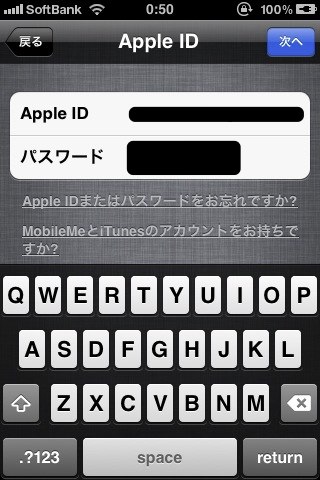 SoftBank 0:50 100%
戻る Apple ID 次へ
Apple ID
パスワード
Apple IDまたはパスワードをお忘れですか?
MobileMeとiTunesのアカウントをお持ちで
すか?
Q W E R T Y U I O P
A S D F G H J K L
Z X C V B N M
.?123 space return